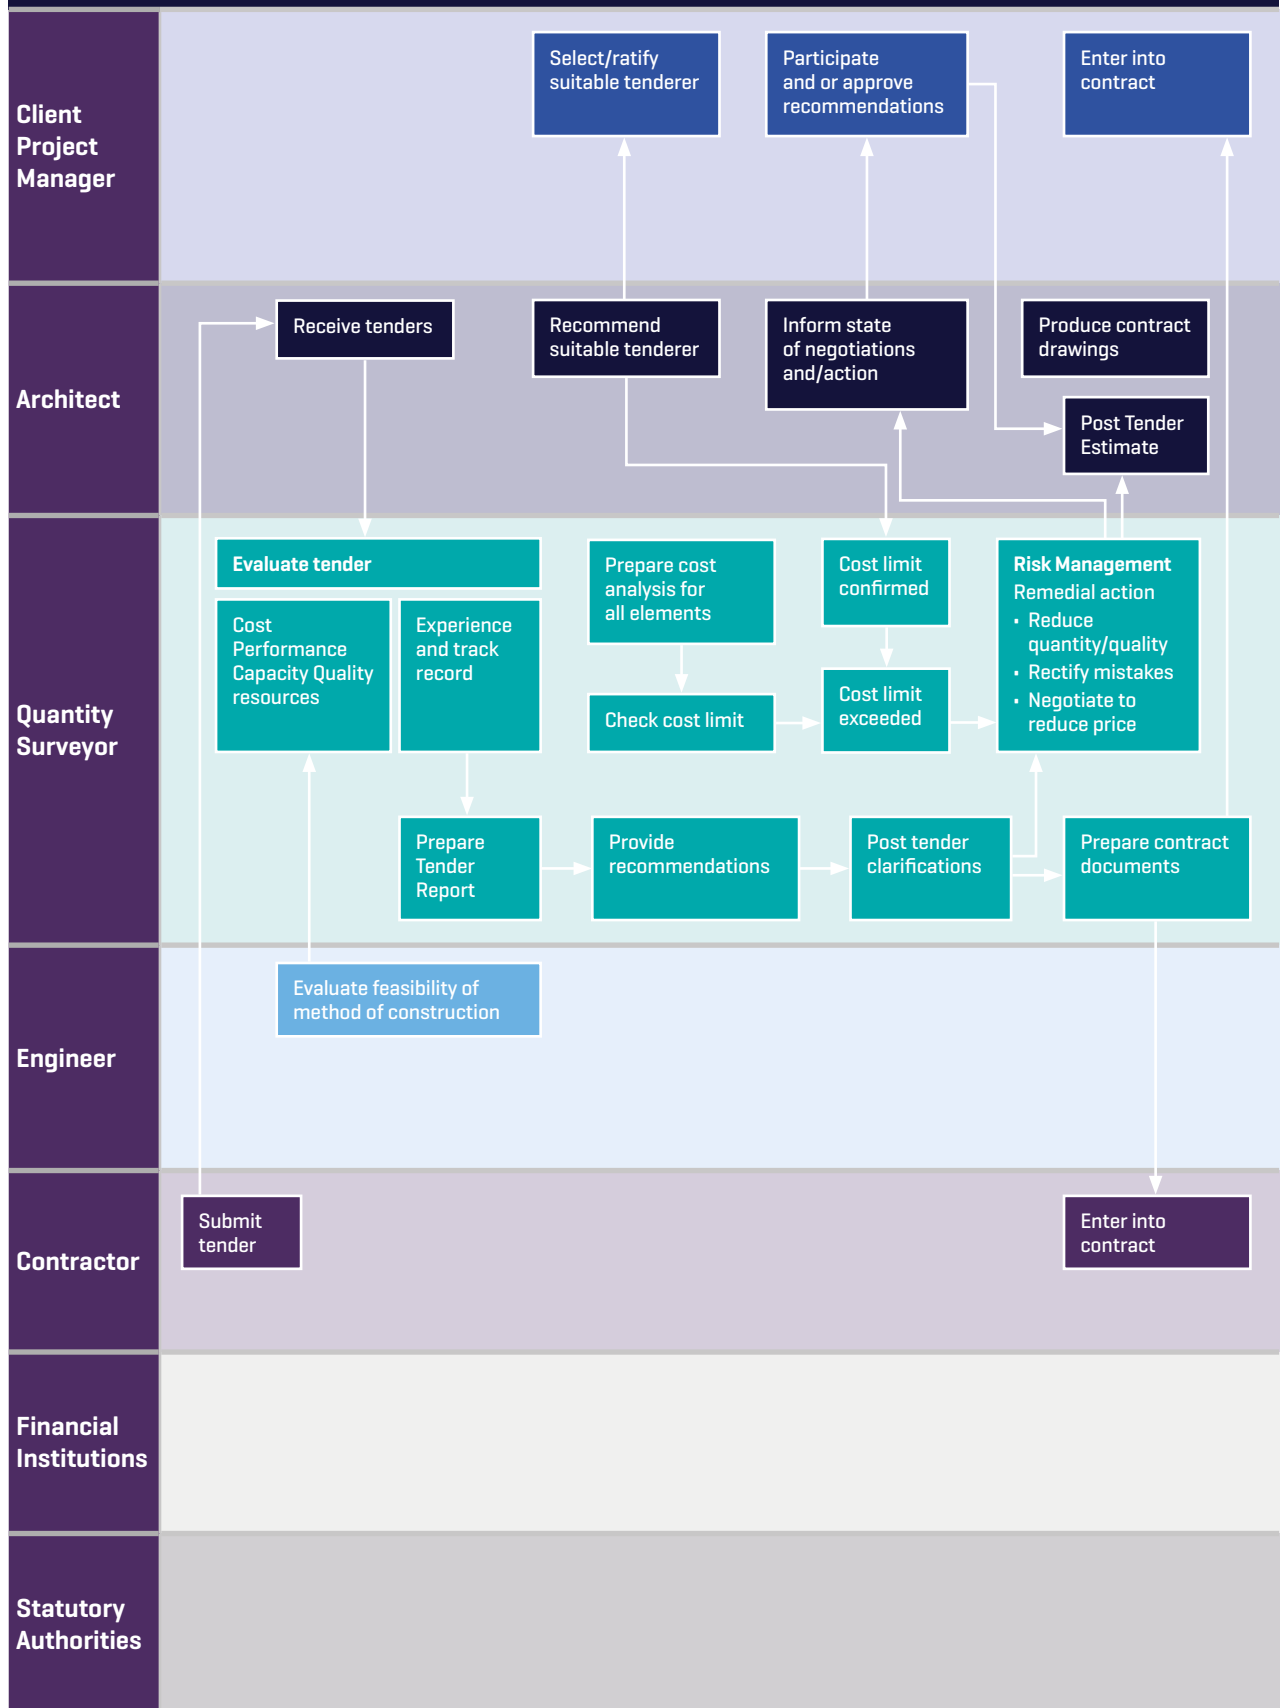 Client
Project
Manager
Select/ratify
suitable tenderer
Participate
and or approve
recommendations
Enter into
contract
Architect
Receive tenders
Recommend
suitable tenderer
Inform state
of negotiations
and/action
Produce contract
drawings
Post Tender
Estimate
Quantity
Surveyor
Evaluate tender
Cost
Performance
Capacity Quality
resources
Experience
and track
record
Prepare cost
analysis for
all elements
Check cost limit
Cost limit
confirmed
Cost limit
exceeded
Risk Management
Remedial action
• Reduce
quantity/quality
• Rectify mistakes
• Negotiate to
reduce price
Prepare
Tender
Report
Provide
recommendations
Post tender
clarifications
Prepare contract
documents
Engineer
Evaluate feasibility of
method of construction
Contractor
Submit
tender
Enter into
contract
Financial
Institutions
Statutory
Authorities